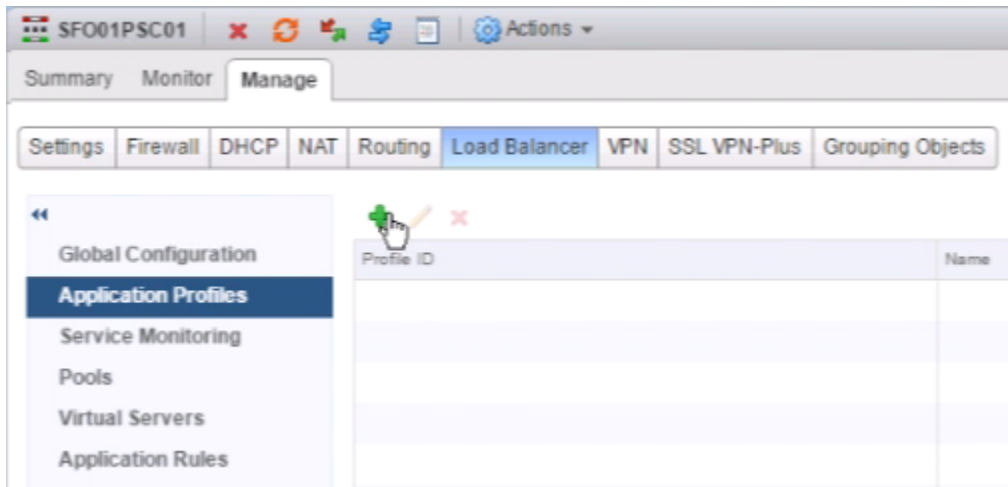 SFO01PSC01 Actions
Summary Monitor Manage
Settings Firewall DHCP NAT Routing Load Balancer VPN SSL VPN-Plus Grouping Objects
Global Configuration
Profile ID Name
Application Profiles
Service Monitoring
Pools
Virtual Servers
Application Rules